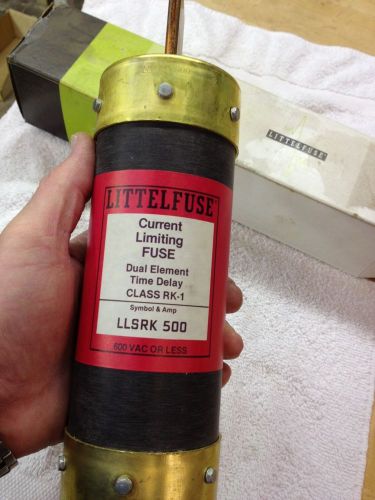 LITTELFUSE
LITTELFUSE
Current
Limiting
FUSE
Dual Element
Time Delay
CLASS RK-1
Symbol & Amp
LLSRK 500
600 VAC OR LESS